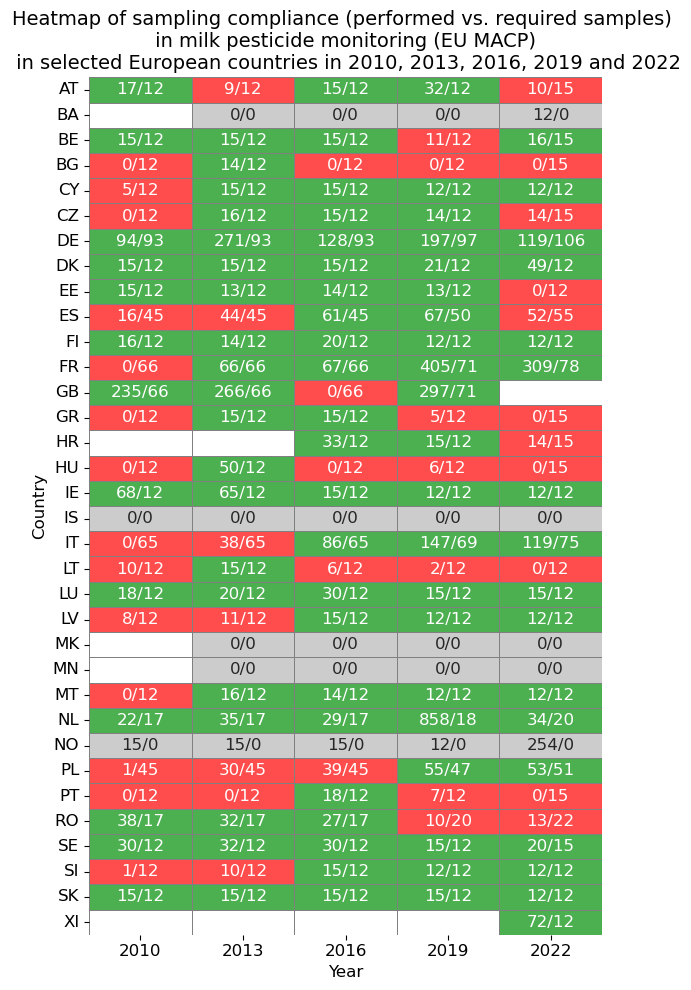 Heatmap of sampling compliance (performed vs. required samples)
in milk pesticide monitoring (EU MACP)
in selected European countries in 2010, 2013, 2016, 2019 and 2022
AT 17/12 9/12 15/12 32/12 10/15
BA 0/0 0/0 0/0 12/0
BE 15/12 15/12 15/12 11/12 16/15
BG 0/12 14/12 0/12 0/12 0/15
CY 5/12 15/12 15/12 12/12 12/12
CZ 0/12 16/12 15/12 14/12 14/15
DE 94/93 271/93 128/93 197/97 119/106
DK 15/12 15/12 15/12 21/12 49/12
EE 15/12 13/12 14/12 13/12 0/12
ES 16/45 44/45 61/45 67/50 52/55
FI 16/12 14/12 20/12 12/12 12/12
FR 0/66 66/66 67/66 405/71 309/78
GB 235/66 266/66 0/66 297/71
GR 0/12 15/12 15/12 5/12 0/15
HR 33/12 15/12 14/15
HU 0/12 50/12 0/12 6/12 0/15
IE 68/12 65/12 15/12 12/12 12/12
IS 0/0 0/0 0/0 0/0 0/0
IT 0/65 38/65 86/65 147/69 119/75
LT 10/12 15/12 6/12 2/12 0/12
LU 18/12 20/12 30/12 15/12 15/12
LV 8/12 11/12 15/12 12/12 12/12
MK 0/0 0/0 0/0 0/0
MN 0/0 0/0 0/0 0/0
MT 0/12 16/12 14/12 12/12 12/12
NL 22/17 35/17 29/17 858/18 34/20
NO 15/0 15/0 15/0 12/0 254/0
PL 1/45 30/45 39/45 55/47 53/51
PT 0/12 0/12 18/12 7/12 0/15
RO 38/17 32/17 27/17 10/20 13/22
SE 30/12 32/12 30/12 15/12 20/15
SI 1/12 10/12 15/12 12/12 12/12
SK 15/12 15/12 15/12 15/12 12/12
XI 72/12
2010 2013 2016 2019 2022
Year
Country